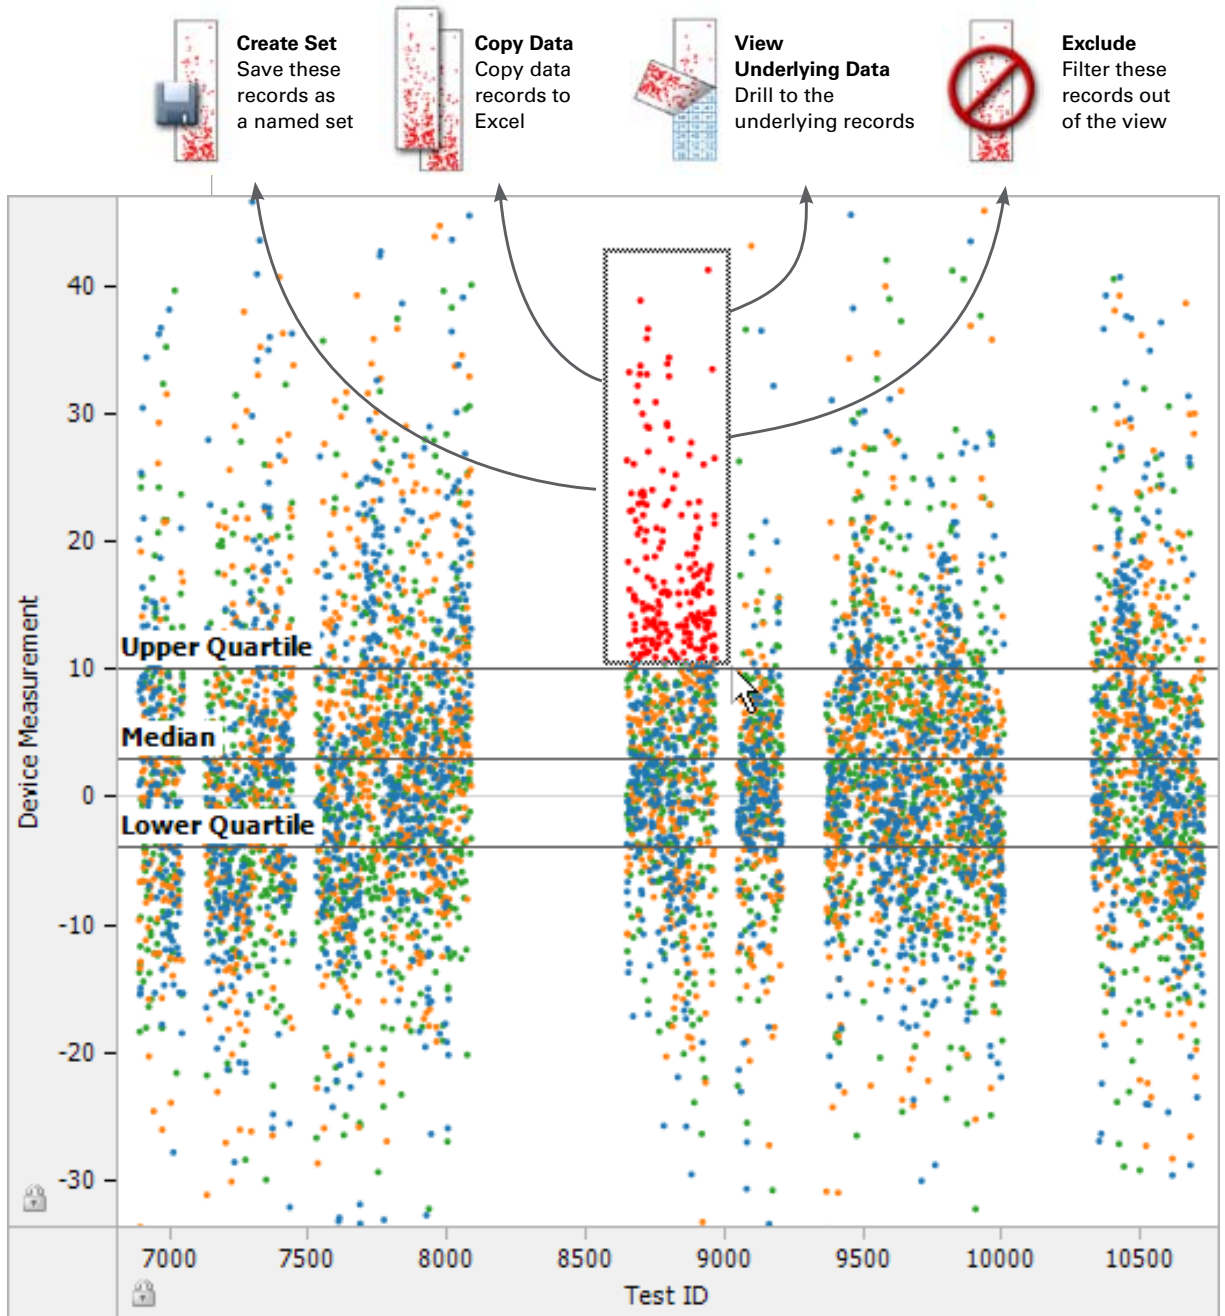 Create Set
Save these
records as
a named set
Copy Data
Copy data
records to
Excel
View
Underlying Data
Drill to the
underlying records
Exclude
Filter these
records out
of the view
40
30
20
10
0
-10
-20
-30
Device Measurement
Upper Quartile
Median
Lower Quartile
7000 7500 8000 8500 9000 9500 10000 10500
Test ID